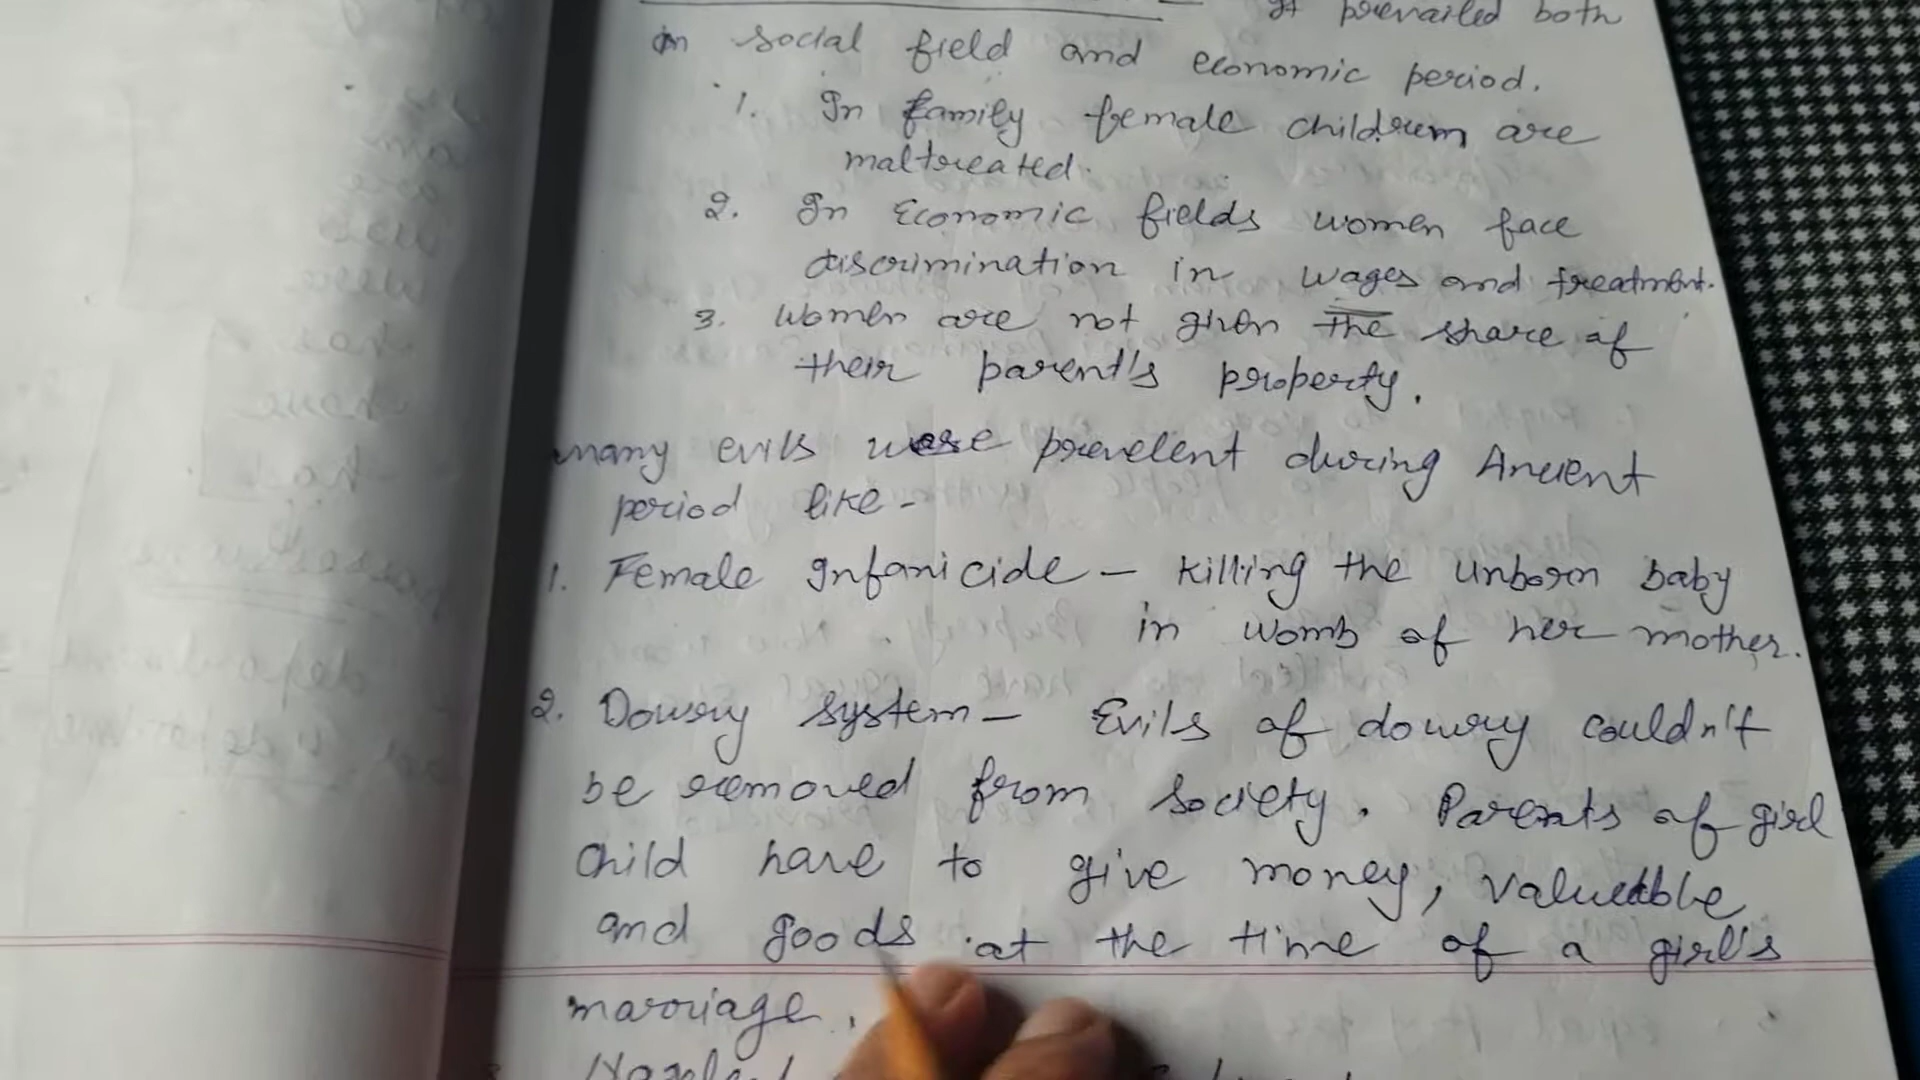 It prevailed both
in social field and economic period.
1. In family female children are
maltreated.
2. In Economic fields women face
discrimination in wages and treatment.
3. Women are not given the share of
their parent's property.
many evils were prevelent during Ancient
period like-
1. Female Infanicide - Killing the unborn baby
in womb of her mother.
2. Dowry system - Evils of dowry couldn't
be removed from society. Parents of girl
child have to give money, valueable
and goods at the time of a girl's
marriage.